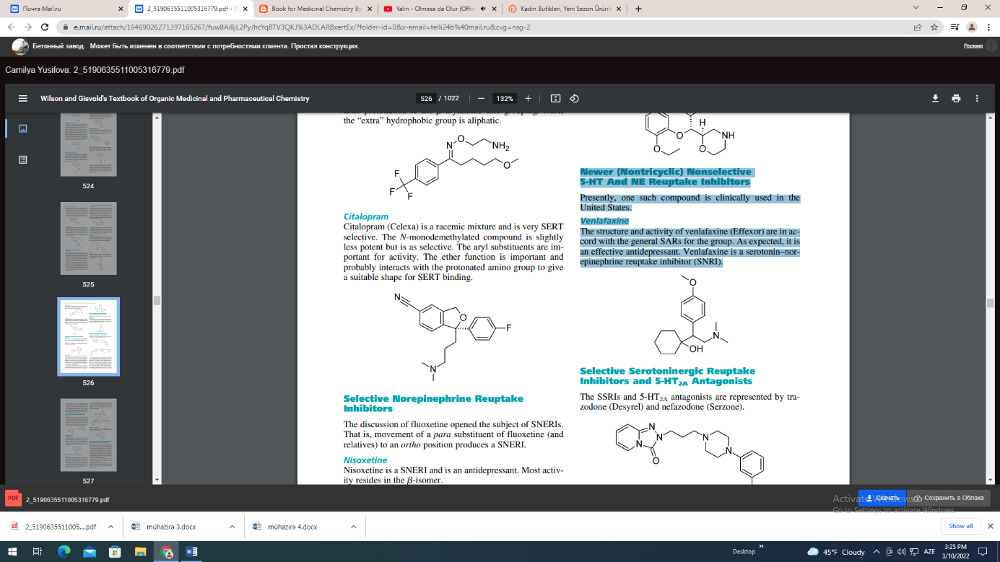 Почта Mail.ru
2_5190635511005316779.pdf - П
Book for Medicinal Chemistry By
Yalın - Olmasa da Olur (Offic
Kadın Butikleri, Yeni Sezon Ürünle
e.mail.ru/attach/16469026271397165267/fuw8Ai8jL2PyJhcYqBTV3QKJ%3ADLARBxertEx/?folder-id=0&x-email=telli24b%40mail.ru&cvg=nsg-2
Бетонный завод. Может быть изменен в соответствии с потребностями клиента. Простая конструкция.
Реклама
Camilya Yusifova: 2_5190635511005316779.pdf
Wilson and Gisvold's Textbook of Organic Medicinal and Pharmaceutical Chemistry
526 / 1022
132%
524
525
526
527
the “extra” hydrophobic group is aliphatic.
N
O
NH2
O
F
F
F
Citalopram
Citalopram (Celexa) is a racemic mixture and is very SERT
selective. The N-monodemethylated compound is slightly
less potent but is as selective. The aryl substituents are im-
portant for activity. The ether function is important and
probably interacts with the protonated amino group to give
a suitable shape for SERT binding.
N
O
F
N
Selective Norepinephrine Reuptake
Inhibitors
The discussion of fluoxetine opened the subject of SNERIs.
That is, movement of a para substituent of fluoxetine (and
relatives) to an ortho position produces a SNERI.
Nisoxetine
Nisoxetine is a SNERI and is an antidepressant. Most activ-
ity resides in the β-isomer.
H
O
NH
O
O
Newer (Nontricyclic) Nonselective
5-HT And NE Reuptake Inhibitors
Presently, one such compound is clinically used in the
United States.
Venlafaxine
The structure and activity of venlafaxine (Effexor) are in ac-
cord with the general SARs for the group. As expected, it is
an effective antidepressant. Venlafaxine is a serotonin–nor-
epinephrine reuptake inhibitor (SNRI).
O
N
OH
Selective Serotoninergic Reuptake
Inhibitors and 5-HT2A Antagonists
The SSRIs and 5-HT2A antagonists are represented by tra-
zodone (Desyrel) and nefazodone (Serzone).
N
N
N
O
N
N
PDF
2_5190635511005316779.pdf
Скачать
Сохранить в Облако
Activate Windows
Go to Settings to activate Windows.
2_5190635511005....pdf
mühazirə 3.docx
mühazirə 4.docx
Show all
Desktop
45°F Cloudy
AZE
3:25 PM
3/10/2022